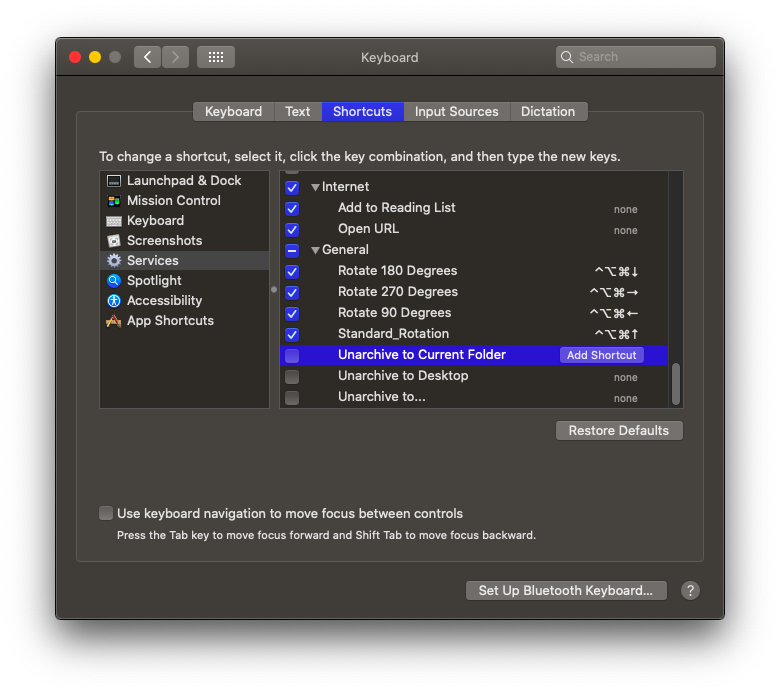 Keyboard
Search
Keyboard Text Shortcuts Input Sources Dictation
To change a shortcut, select it, click the key combination, and then type the new keys.
Launchpad & Dock
Mission Control
Keyboard
Screenshots
Services
Spotlight
Accessibility
App Shortcuts
Internet
Add to Reading List none
Open URL none
General
Rotate 180 Degrees ^⌥⌘↓
Rotate 270 Degrees ^⌥⌘→
Rotate 90 Degrees ^⌥⌘←
Standard_Rotation ^⌥⌘↑
Unarchive to Current Folder Add Shortcut
Unarchive to Desktop none
Unarchive to... none
Restore Defaults
Use keyboard navigation to move focus between controls
Press the Tab key to move focus forward and Shift Tab to move focus backward.
Set Up Bluetooth Keyboard... ?